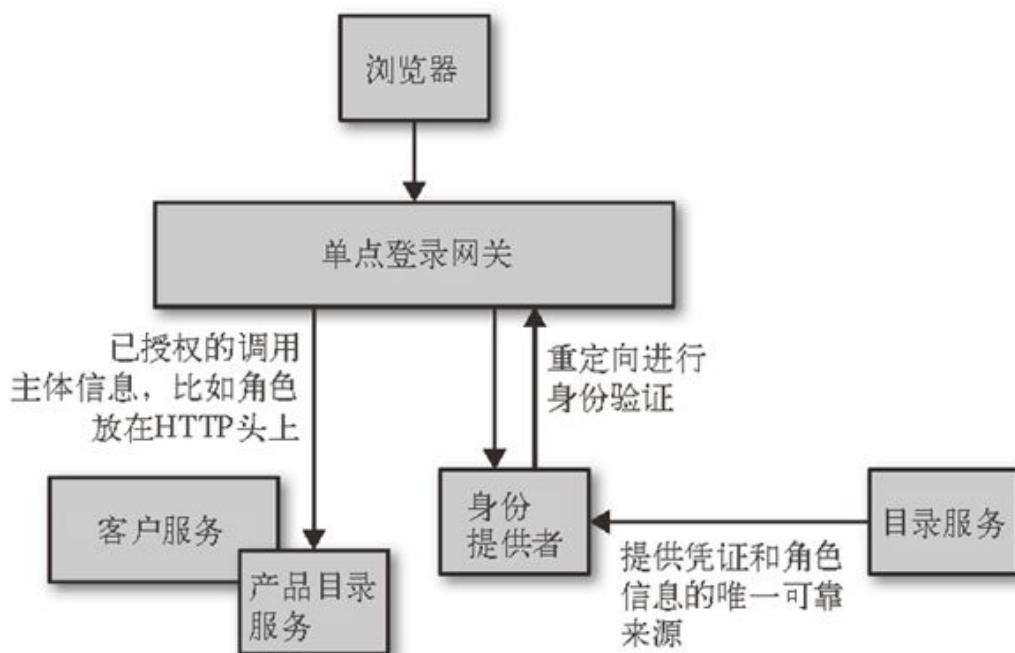 浏览器
单点登录网关
已授权的调用
主体信息，比如角色
放在HTTP头上
重定向进行
身份验证
客户服务
产品目录
服务
身份
提供者
目录服务
提供凭证和角色
信息的唯一可靠
来源